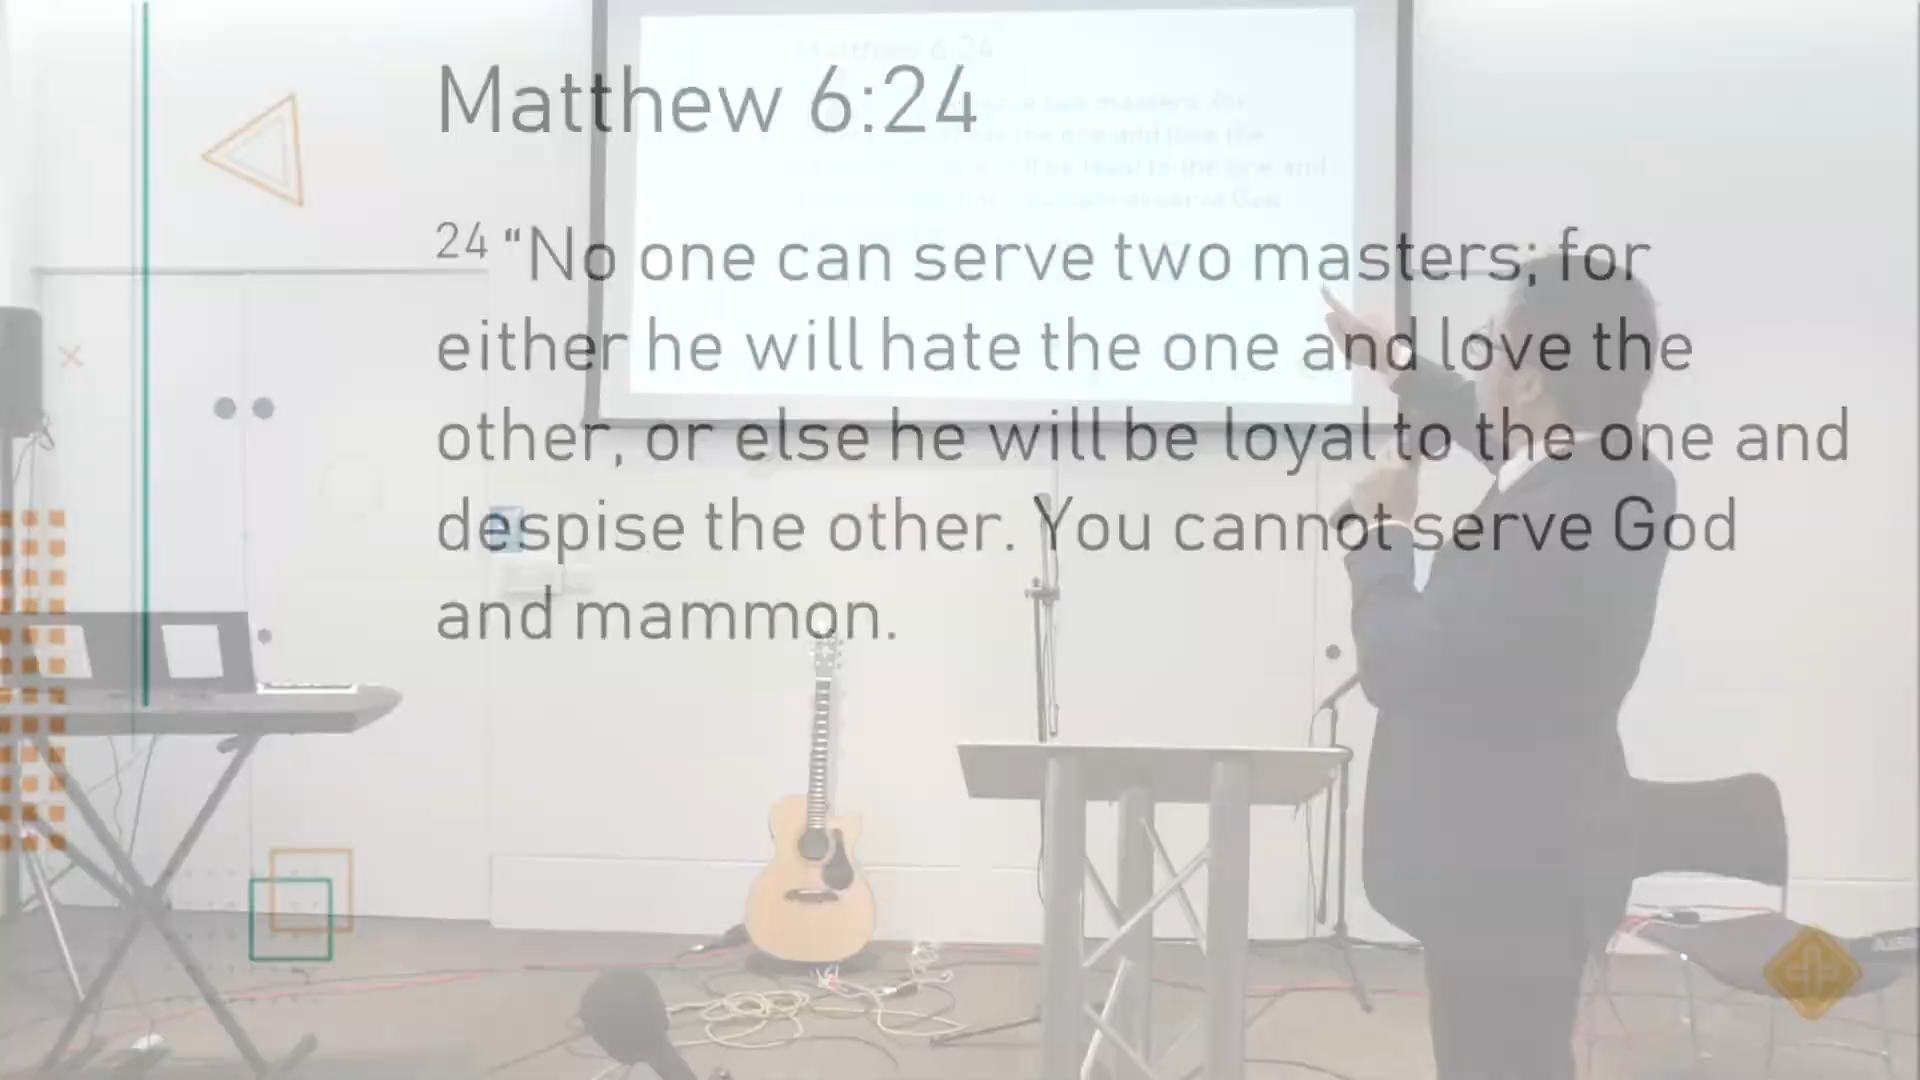 Matthew 6:24
24 “No one can serve two masters; for
either he will hate the one and love the
other, or else he will be loyal to the one and
despise the other. You cannot serve God
and mammon.